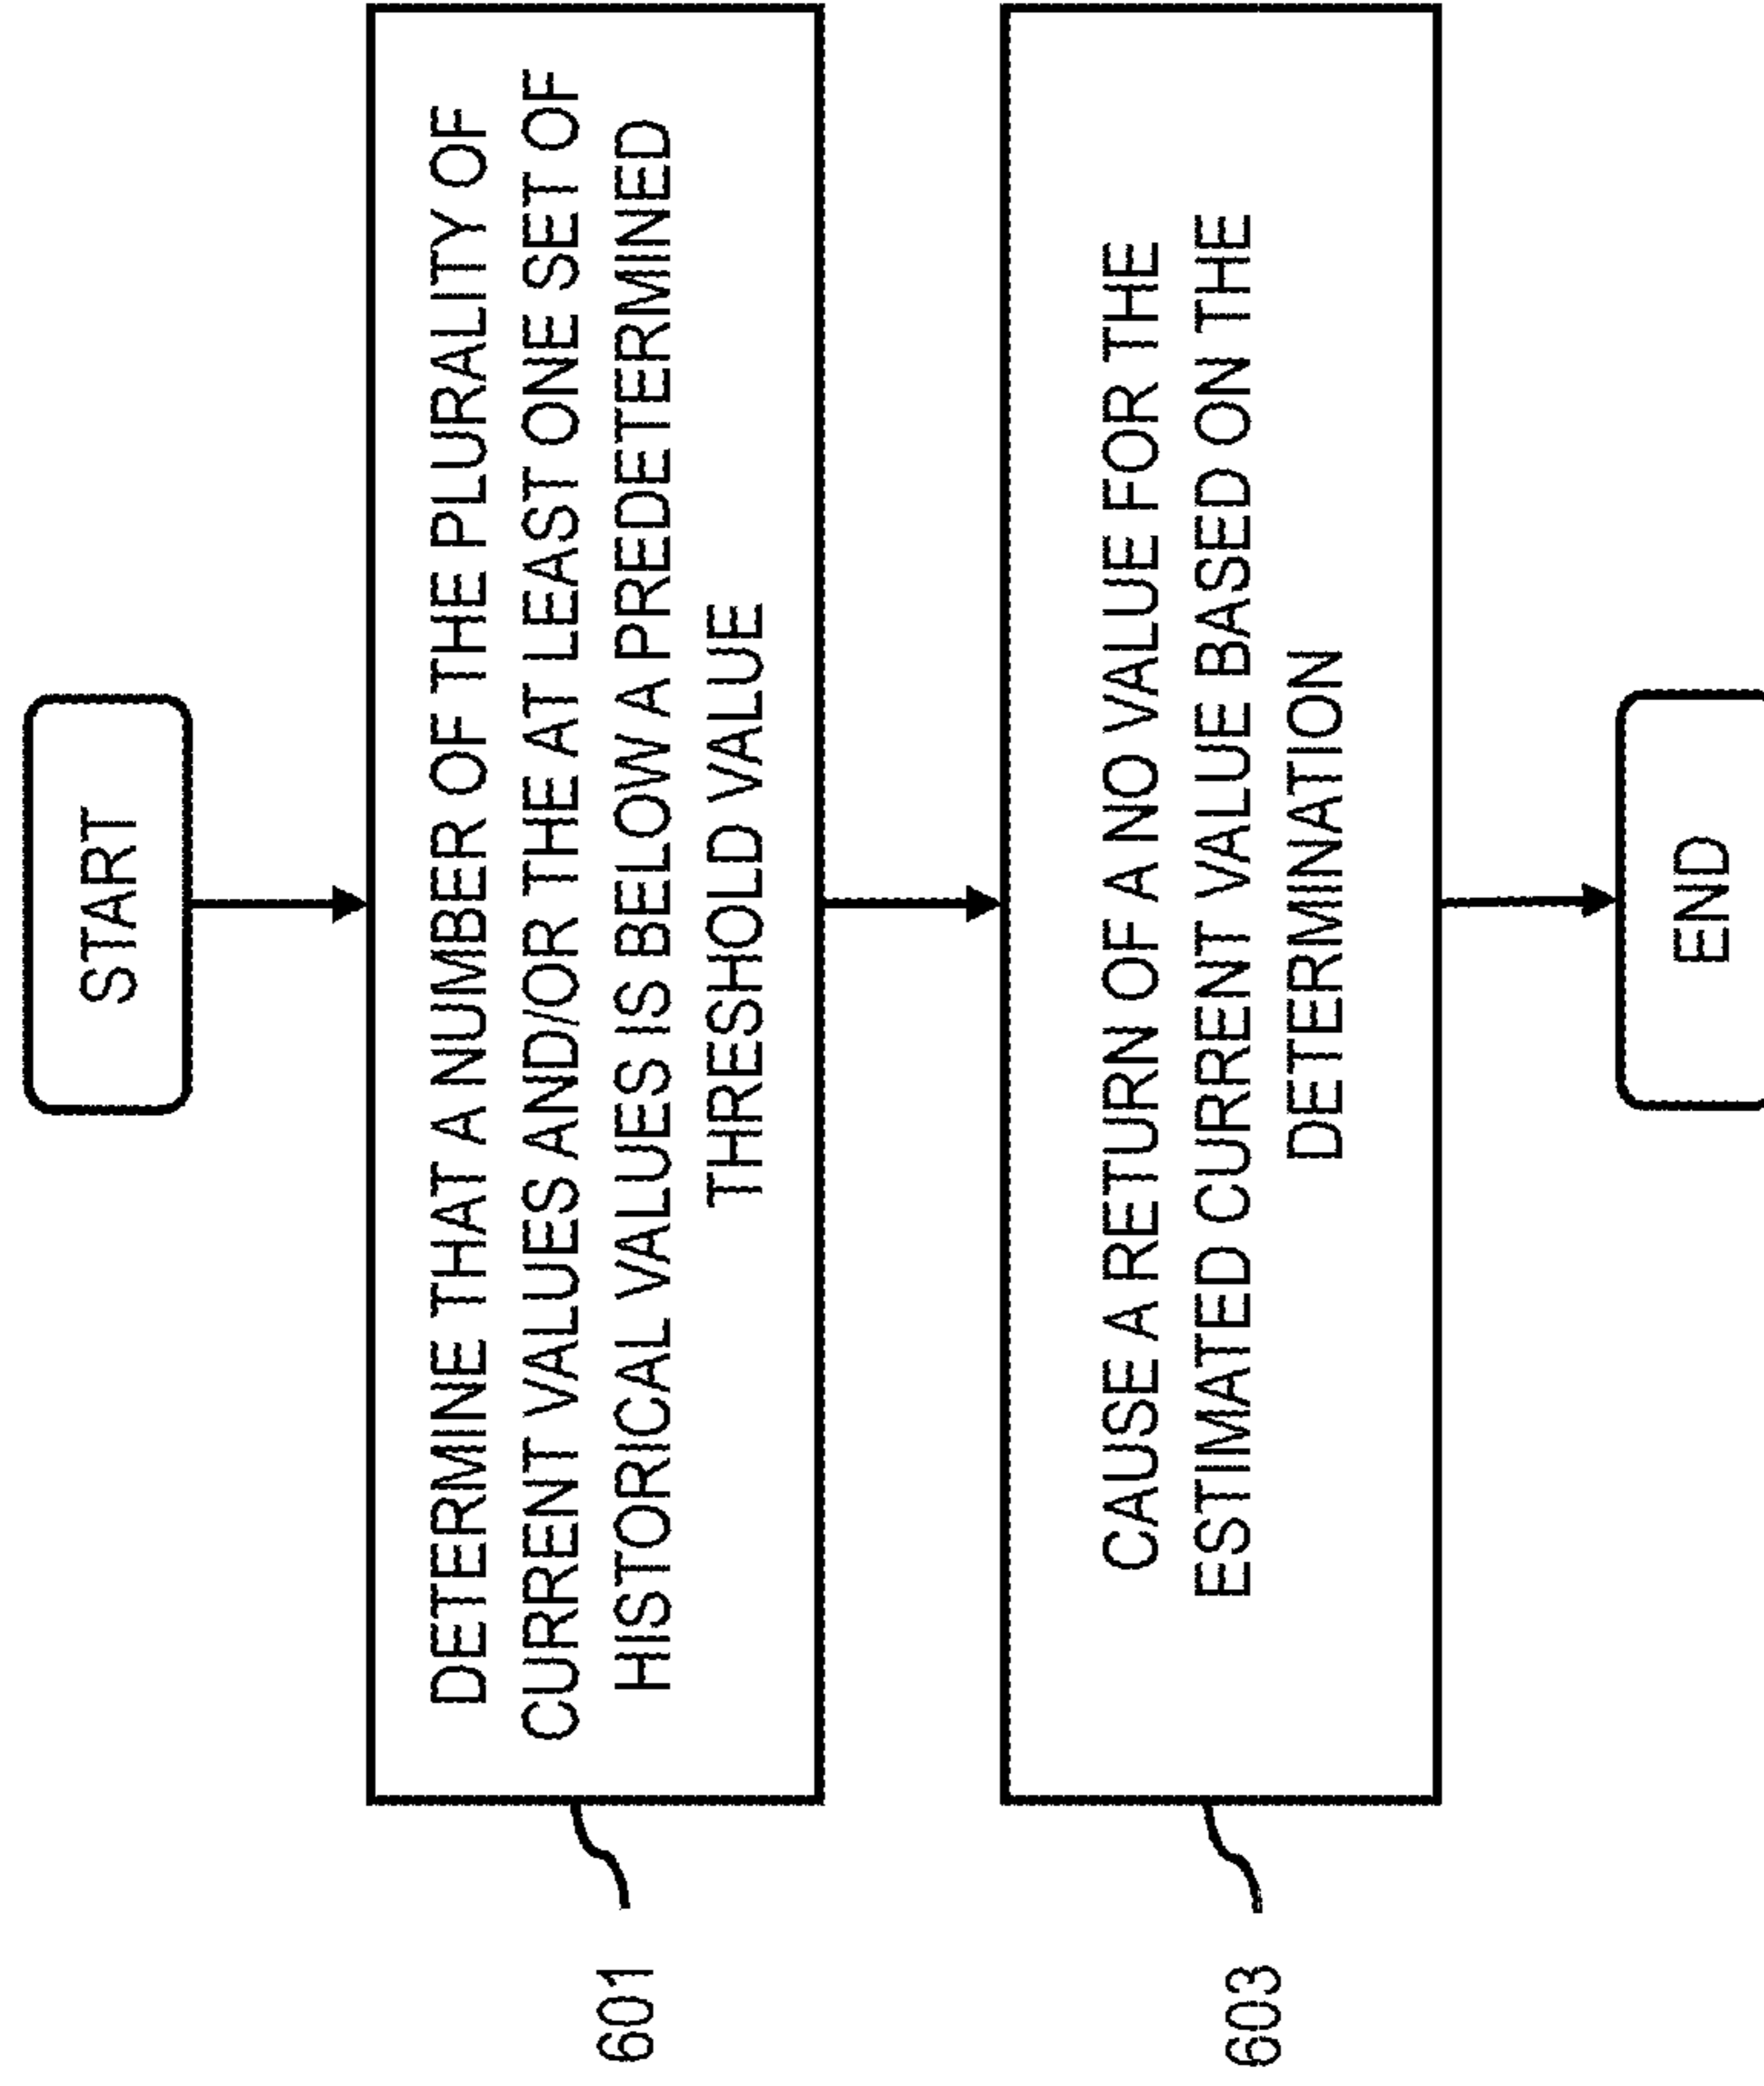 START
DETERMINE THAT A NUMBER OF THE PLURALITY OF
CURRENT VALUES AND/OR THE AT LEAST ONE SET OF
HISTORICAL VALUES IS BELOW A PREDETERMINED
THRESHOLD VALUE
601
CAUSE A RETURN OF A NO VALUE FOR THE
ESTIMATED CURRENT VALUE BASED ON THE
DETERMINATION
603
END